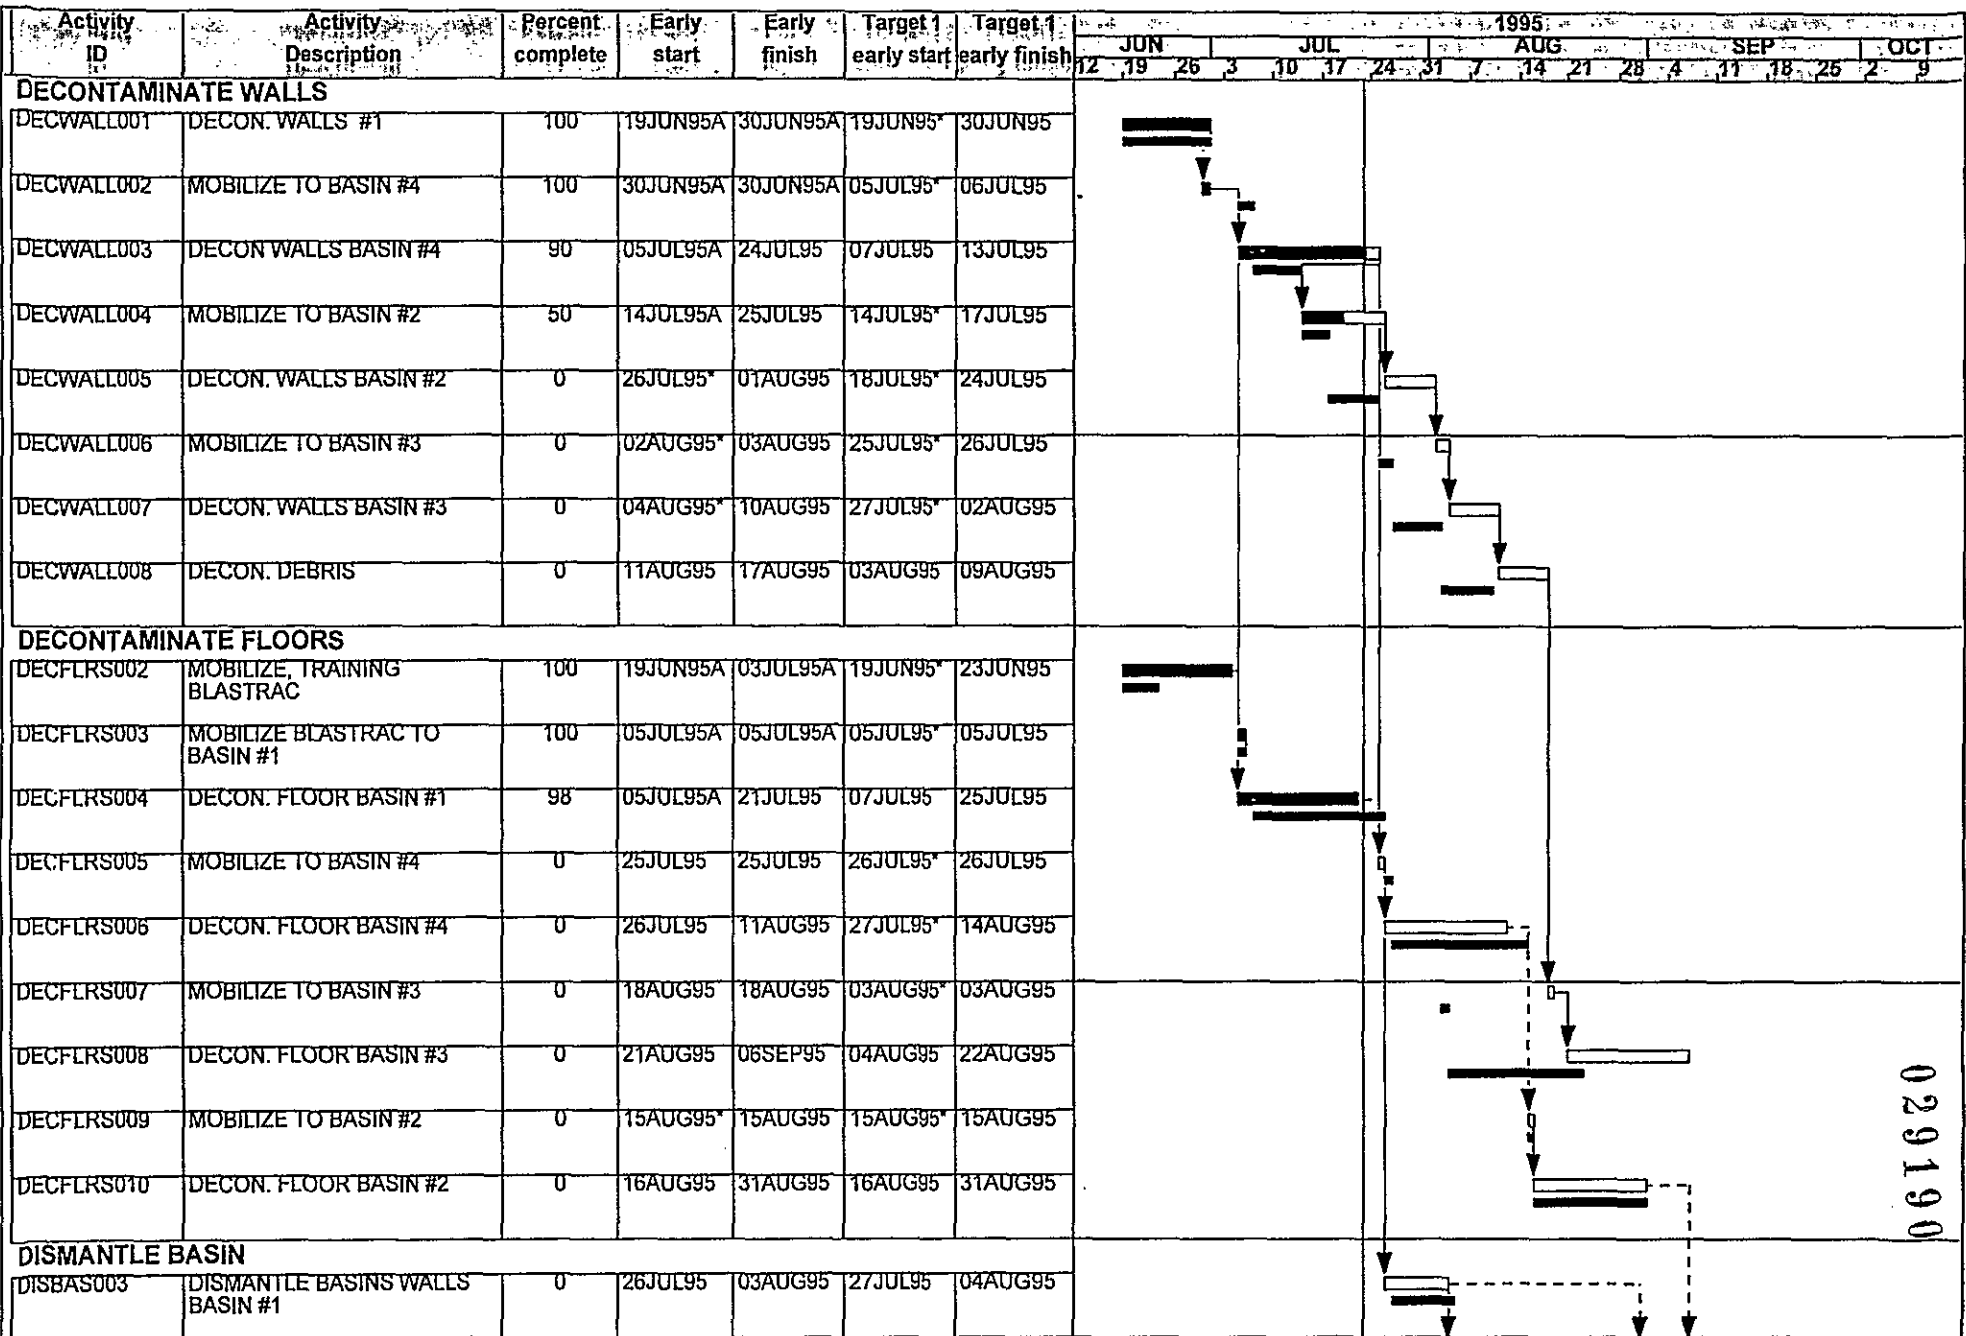 Activity ID Activity Description Percent complete Early start Early finish Target 1 early start Target 1 early finish 1995
JUN JUL AUG SEP OCT
12 19 26 3 10 17 24 31 7 14 21 28 4 11 18 25 2 9
DECONTAMINATE WALLS
DECWALL001 DECON. WALLS #1 100 19JUN95A 30JUN95A 19JUN95* 30JUN95
DECWALL002 MOBILIZE TO BASIN #4 100 30JUN95A 30JUN95A 05JUL95* 06JUL95
DECWALL003 DECON WALLS BASIN #4 90 05JUL95A 24JUL95 07JUL95 13JUL95
DECWALL004 MOBILIZE TO BASIN #2 50 14JUL95A 25JUL95 14JUL95* 17JUL95
DECWALL005 DECON. WALLS BASIN #2 0 26JUL95* 01AUG95 18JUL95* 24JUL95
DECWALL006 MOBILIZE TO BASIN #3 0 02AUG95* 03AUG95 25JUL95* 26JUL95
DECWALL007 DECON. WALLS BASIN #3 0 04AUG95* 10AUG95 27JUL95* 02AUG95
DECWALL008 DECON. DEBRIS 0 11AUG95 17AUG95 03AUG95 09AUG95
DECONTAMINATE FLOORS
DECFLRS002 MOBILIZE, TRAINING 100 19JUN95A 03JUL95A 19JUN95* 23JUN95
BLASTRAC
DECFLRS003 MOBILIZE BLASTRAC TO 100 05JUL95A 05JUL95A 05JUL95* 05JUL95
BASIN #1
DECFLRS004 DECON. FLOOR BASIN #1 98 05JUL95A 21JUL95 07JUL95 25JUL95
DECFLRS005 MOBILIZE TO BASIN #4 0 25JUL95 25JUL95 26JUL95* 26JUL95
DECFLRS006 DECON. FLOOR BASIN #4 0 26JUL95 11AUG95 27JUL95* 14AUG95
DECFLRS007 MOBILIZE TO BASIN #3 0 18AUG95 18AUG95 03AUG95* 03AUG95
DECFLRS008 DECON. FLOOR BASIN #3 0 21AUG95 06SEP95 04AUG95 22AUG95
DECFLRS009 MOBILIZE TO BASIN #2 0 15AUG95* 15AUG95 15AUG95* 15AUG95
DECFLRS010 DECON. FLOOR BASIN #2 0 16AUG95 31AUG95 16AUG95 31AUG95
DISMANTLE BASIN
DISBAS003 DISMANTLE BASINS WALLS 0 26JUL95 03AUG95 27JUL95 04AUG95
BASIN #1
029190